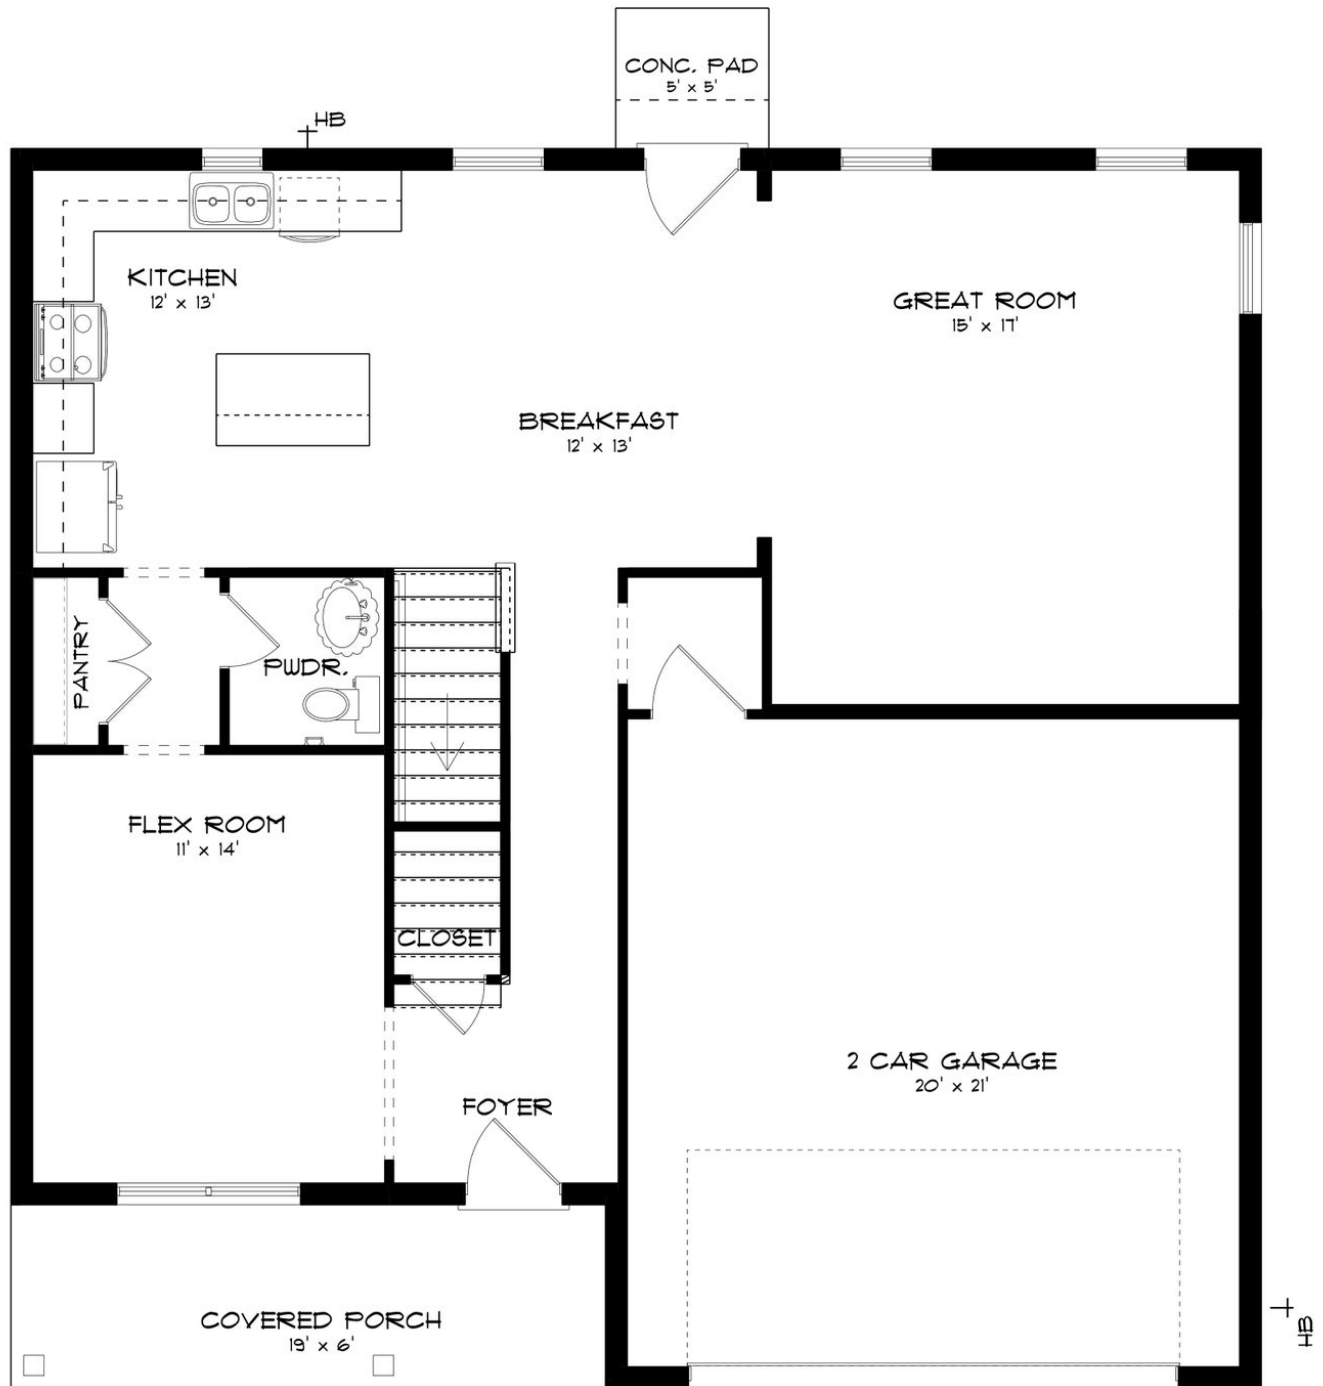 CONC. PAD
5' x 5'
HB
KITCHEN
12' x 13'
GREAT ROOM
15' x 17'
BREAKFAST
12' x 13'
PANTRY
PWDR.
FLEX ROOM
11' x 14'
CLOSET
2 CAR GARAGE
20' x 21'
FOYER
COVERED PORCH
19' x 6'
HB